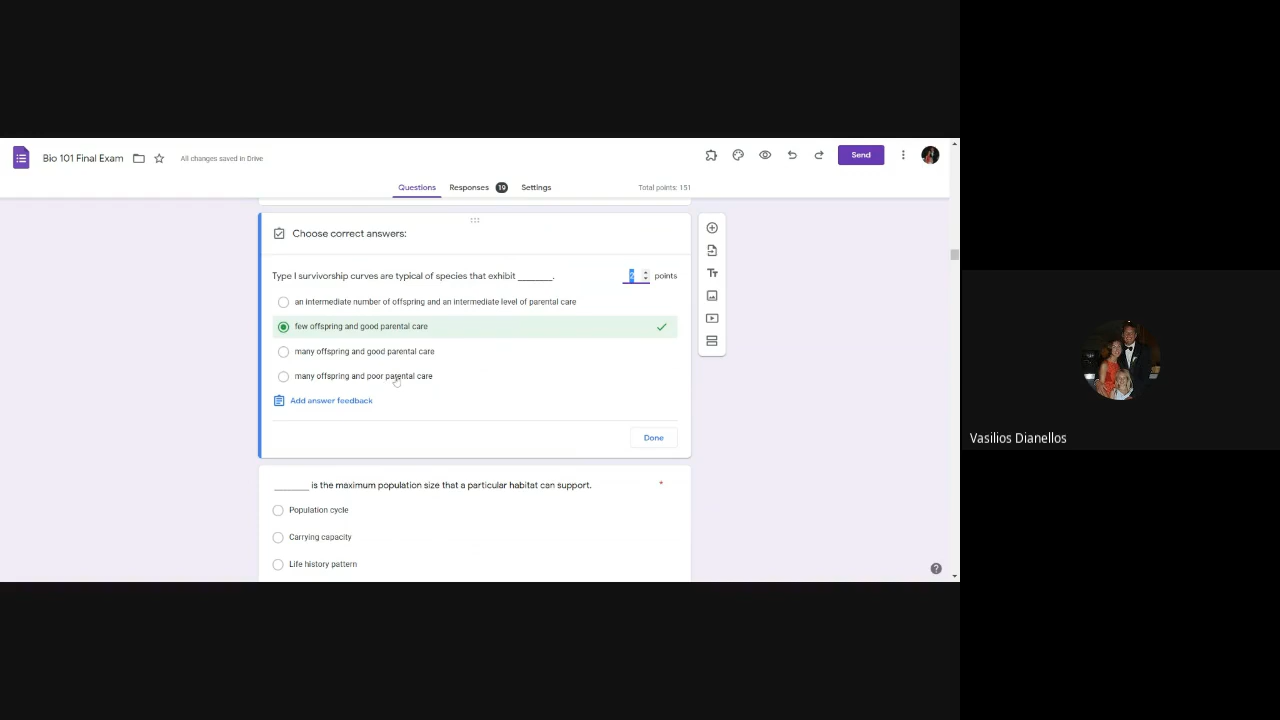 Bio 101 Final Exam
All changes saved in Drive
Send
Questions
Responses 19
Settings
Total points: 151
Choose correct answers:
Type I survivorship curves are typical of species that exhibit _______.
2 points
an intermediate number of offspring and an intermediate level of parental care
few offspring and good parental care
many offspring and good parental care
many offspring and poor parental care
Add answer feedback
Done
_______ is the maximum population size that a particular habitat can support. *
Population cycle
Carrying capacity
Life history pattern
Vasilios Dianellos